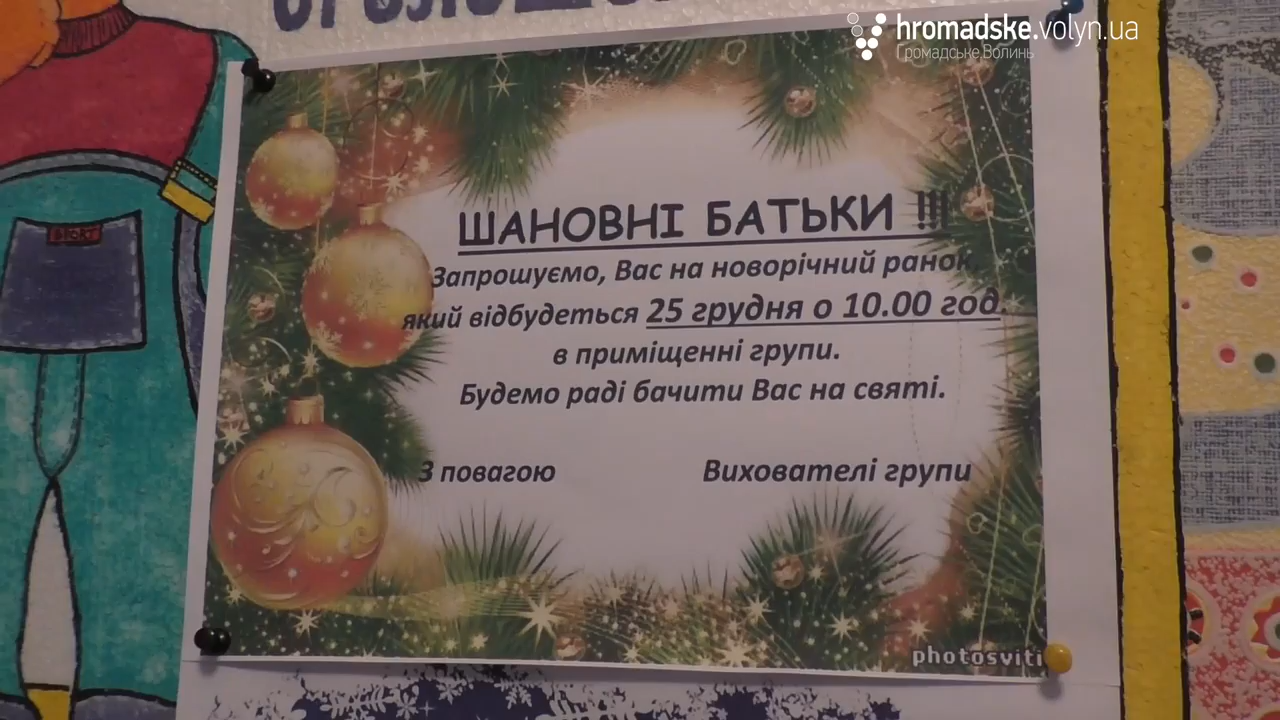 hromadske.volyn.ua
Громадське.Волинь
ШАНОВНІ БАТЬКИ !!!
Запрошуємо, Вас на новорічний ранок,
який відбудеться 25 грудня о 10.00 год.
в приміщенні групи.
Будемо раді бачити Вас на святі.
З повагою Вихователі групи
photosviti